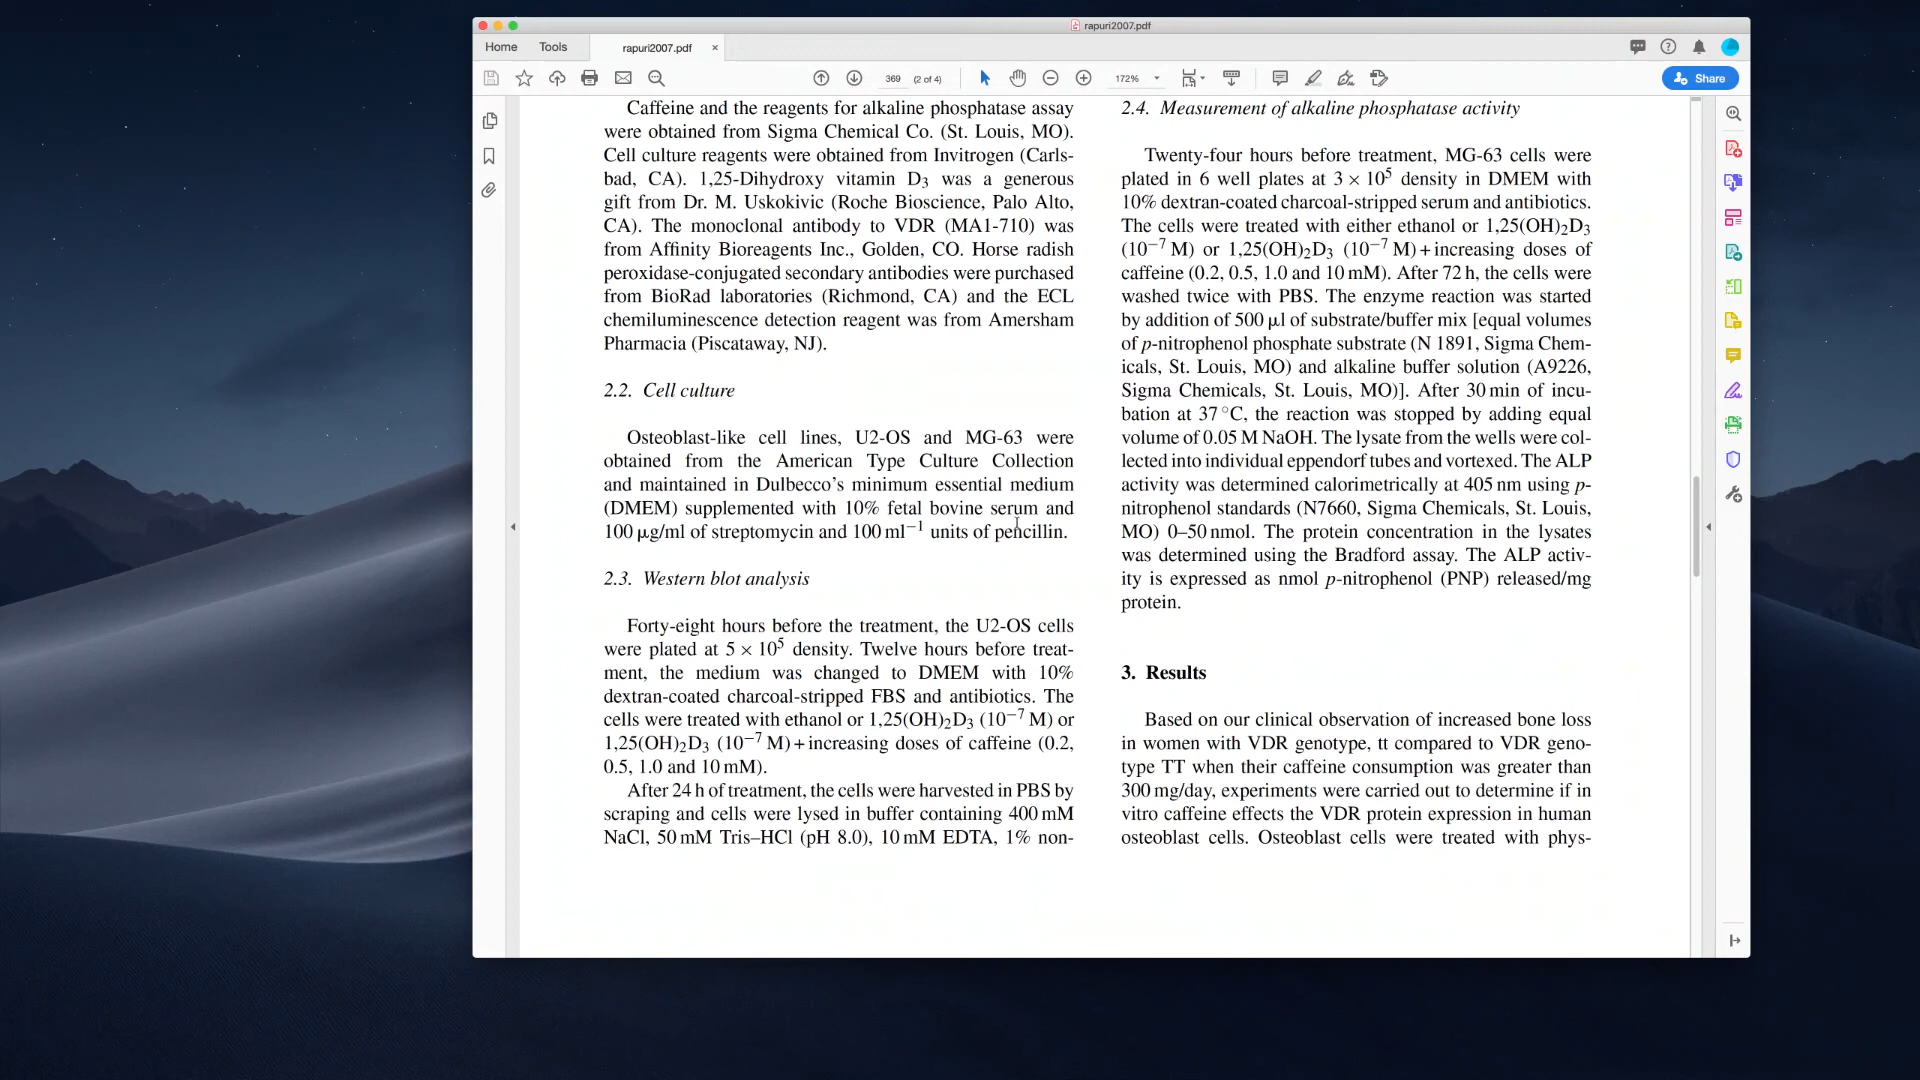 rapuri2007.pdf
Home
Tools
rapuri2007.pdf
369
(2 of 4)
172%
Share
Caffeine and the reagents for alkaline phosphatase assay
were obtained from Sigma Chemical Co. (St. Louis, MO).
Cell culture reagents were obtained from Invitrogen (Carls-
bad, CA). 1,25-Dihydroxy vitamin D₃ was a generous
gift from Dr. M. Uskokivic (Roche Bioscience, Palo Alto,
CA). The monoclonal antibody to VDR (MA1-710) was
from Affinity Bioreagents Inc., Golden, CO. Horse radish
peroxidase-conjugated secondary antibodies were purchased
from BioRad laboratories (Richmond, CA) and the ECL
chemiluminescence detection reagent was from Amersham
Pharmacia (Piscataway, NJ).
2.2. Cell culture
Osteoblast-like cell lines, U2-OS and MG-63 were
obtained from the American Type Culture Collection
and maintained in Dulbecco's minimum essential medium
(DMEM) supplemented with 10% fetal bovine serum and
100 μg/ml of streptomycin and 100 ml⁻¹ units of pencillin.
2.3. Western blot analysis
Forty-eight hours before the treatment, the U2-OS cells
were plated at 5 × 10⁵ density. Twelve hours before treat-
ment, the medium was changed to DMEM with 10%
dextran-coated charcoal-stripped FBS and antibiotics. The
cells were treated with ethanol or 1,25(OH)₂D₃ (10⁻⁷ M) or
1,25(OH)₂D₃ (10⁻⁷ M) + increasing doses of caffeine (0.2,
0.5, 1.0 and 10 mM).
After 24 h of treatment, the cells were harvested in PBS by
scraping and cells were lysed in buffer containing 400 mM
NaCl, 50 mM Tris–HCl (pH 8.0), 10 mM EDTA, 1% non-
2.4. Measurement of alkaline phosphatase activity
Twenty-four hours before treatment, MG-63 cells were
plated in 6 well plates at 3 × 10⁵ density in DMEM with
10% dextran-coated charcoal-stripped serum and antibiotics.
The cells were treated with either ethanol or 1,25(OH)₂D₃
(10⁻⁷ M) or 1,25(OH)₂D₃ (10⁻⁷ M) + increasing doses of
caffeine (0.2, 0.5, 1.0 and 10 mM). After 72 h, the cells were
washed twice with PBS. The enzyme reaction was started
by addition of 500 μl of substrate/buffer mix [equal volumes
of p-nitrophenol phosphate substrate (N 1891, Sigma Chem-
icals, St. Louis, MO) and alkaline buffer solution (A9226,
Sigma Chemicals, St. Louis, MO)]. After 30 min of incu-
bation at 37 °C, the reaction was stopped by adding equal
volume of 0.05 M NaOH. The lysate from the wells were col-
lected into individual eppendorf tubes and vortexed. The ALP
activity was determined calorimetrically at 405 nm using p-
nitrophenol standards (N7660, Sigma Chemicals, St. Louis,
MO) 0–50 nmol. The protein concentration in the lysates
was determined using the Bradford assay. The ALP activ-
ity is expressed as nmol p-nitrophenol (PNP) released/mg
protein.
3. Results
Based on our clinical observation of increased bone loss
in women with VDR genotype, tt compared to VDR geno-
type TT when their caffeine consumption was greater than
300 mg/day, experiments were carried out to determine if in
vitro caffeine effects the VDR protein expression in human
osteoblast cells. Osteoblast cells were treated with phys-